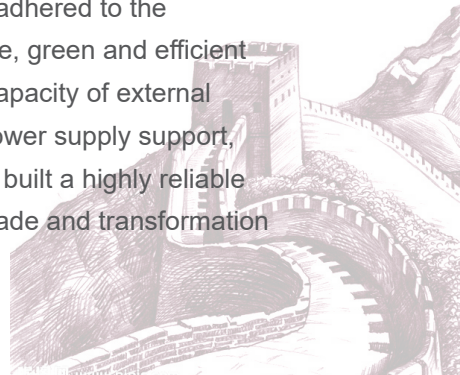 adhered to the
e, green and efficient
apacity of external
ower supply support,
built a highly reliable
ade and transformation